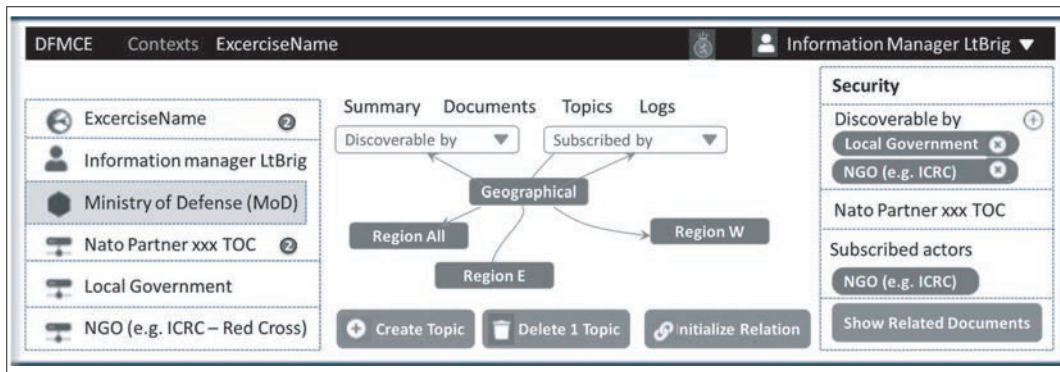 DFMCE Contexts ExcerciseName Information Manager LtBrig
ExcerciseName 2
Information manager LtBrig
Ministry of Defense (MoD)
Nato Partner xxx TOC 2
Local Government
NGO (e.g. ICRC – Red Cross)
Summary Documents Topics Logs
Discoverable by Subscribed by
Geographical
Region All Region W
Region E
Create Topic Delete 1 Topic nitialize Relation
Security
Discoverable by
Local Government
NGO (e.g. ICRC)
Nato Partner xxx TOC
Subscribed actors
NGO (e.g. ICRC)
Show Related Documents